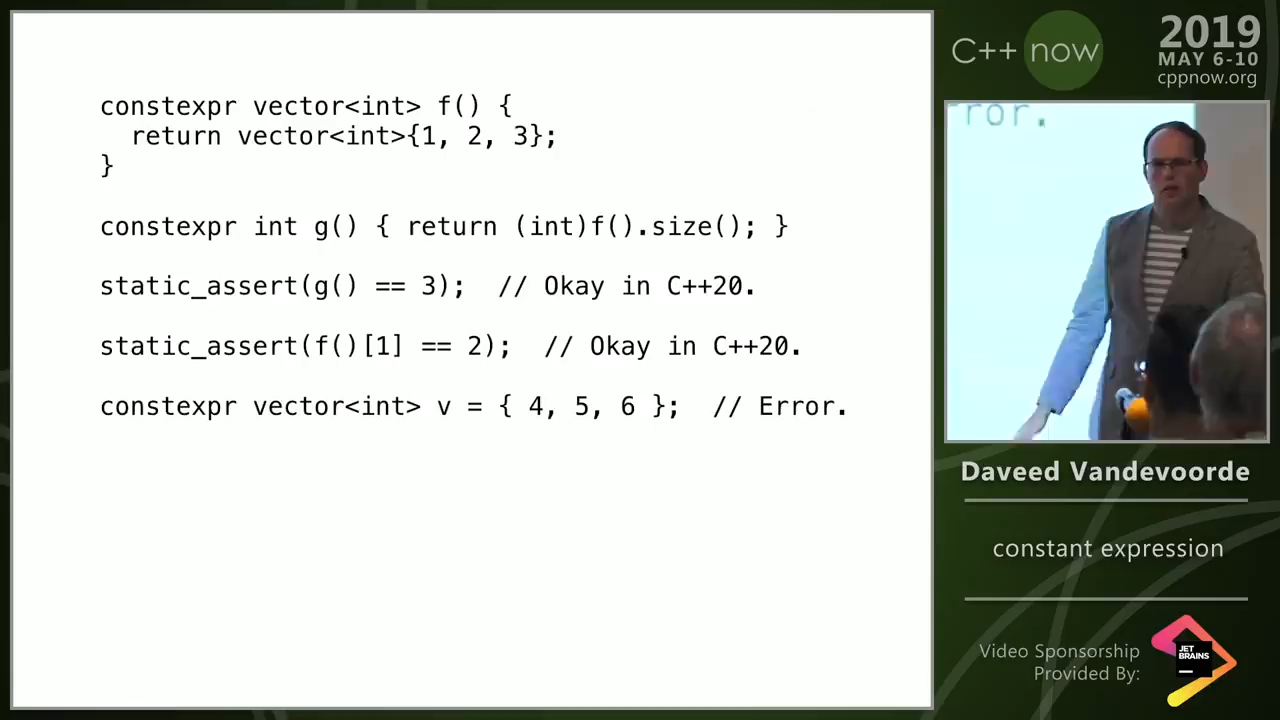 constexpr vector<int> f() {
return vector<int>{1, 2, 3};
}
constexpr int g() { return (int)f().size(); }
static_assert(g() == 3); // Okay in C++20.
static_assert(f()[1] == 2); // Okay in C++20.
constexpr vector<int> v = { 4, 5, 6 }; // Error.
C++ now
2019
MAY 6-10
cppnow.org
ror.
Daveed Vandevoorde
constant expression
Video Sponsorship
Provided By:
JET
BRAINS